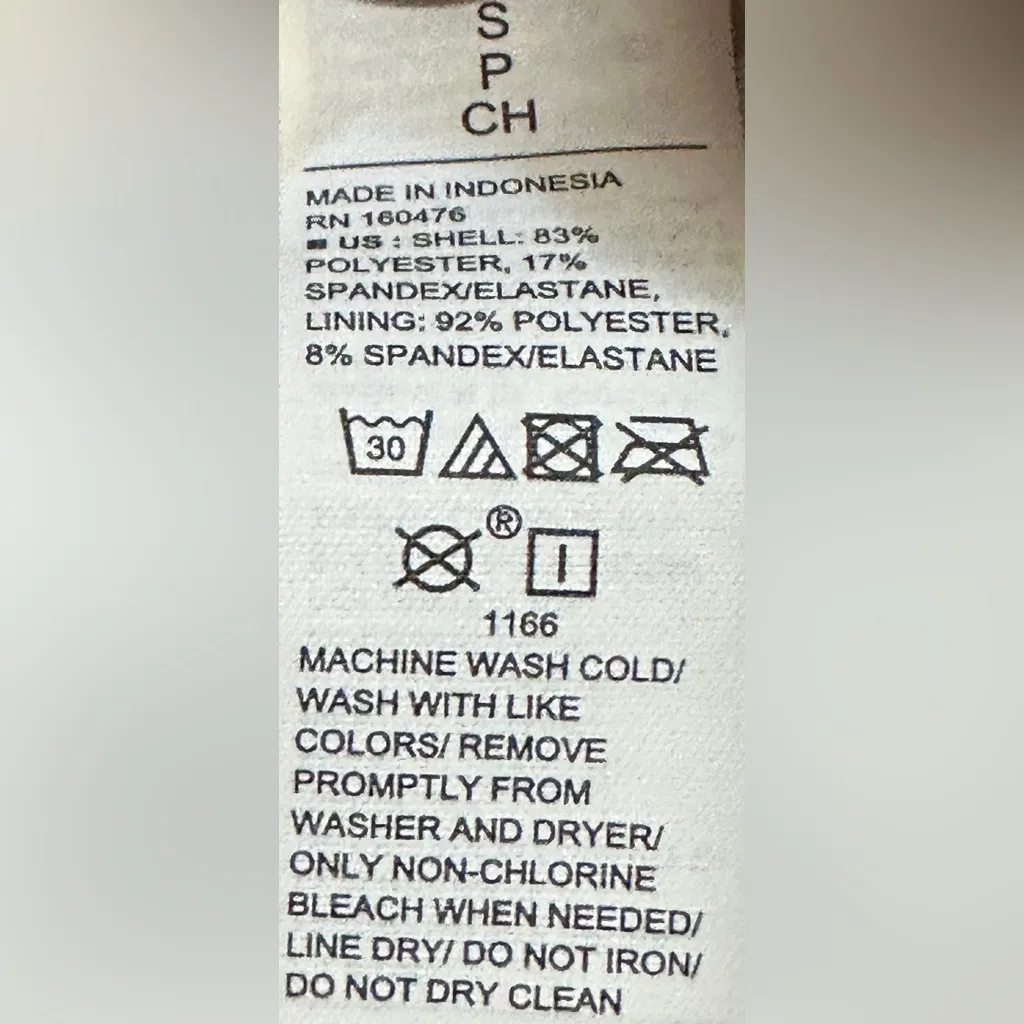 S
P
CH
MADE IN INDONESIA
RN 160476
US : SHELL: 83%
POLYESTER, 17%
SPANDEX/ELASTANE,
LINING: 92% POLYESTER,
8% SPANDEX/ELASTANE
30
®
1166
MACHINE WASH COLD/
WASH WITH LIKE
COLORS/ REMOVE
PROMPTLY FROM
WASHER AND DRYER/
ONLY NON-CHLORINE
BLEACH WHEN NEEDED/
LINE DRY/ DO NOT IRON/
DO NOT DRY CLEAN